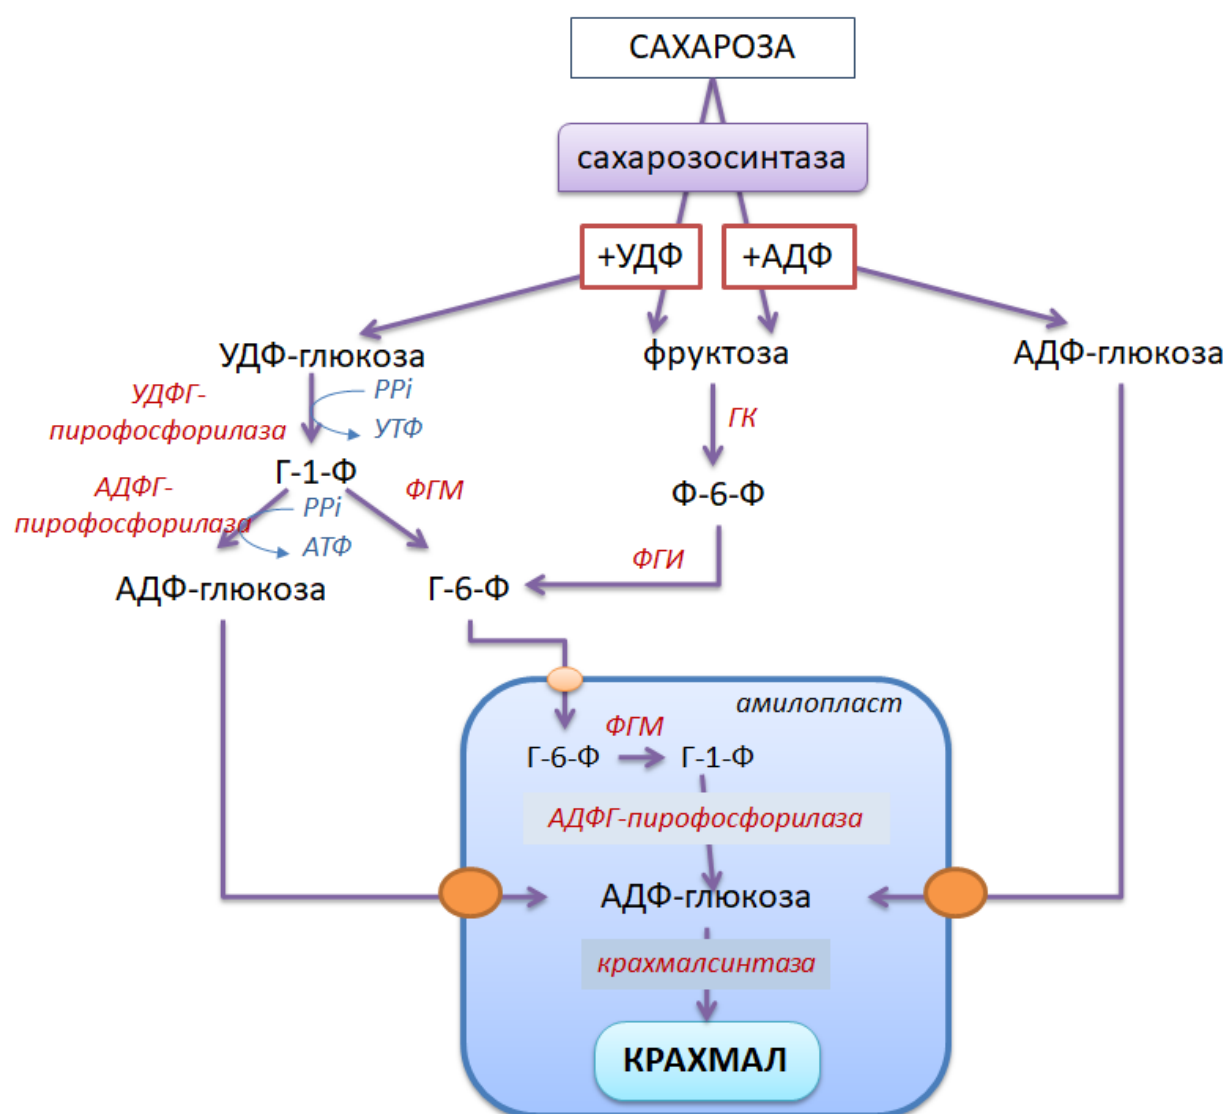 САХАРОЗА
сахарозосинтаза
+УДФ
+АДФ
УДФ-глюкоза
фруктоза
АДФ-глюкоза
УДФГ-
пирофосфорилаза
PPi
УТФ
ГК
Г-1-Ф
АДФГ-
пирофосфорилаза
PPi
АТФ
ФГМ
Ф-6-Ф
ФГИ
АДФ-глюкоза
Г-6-Ф
амилопласт
ФГМ
Г-6-Ф
Г-1-Ф
АДФГ-пирофосфорилаза
АДФ-глюкоза
крахмалсинтаза
КРАХМАЛ